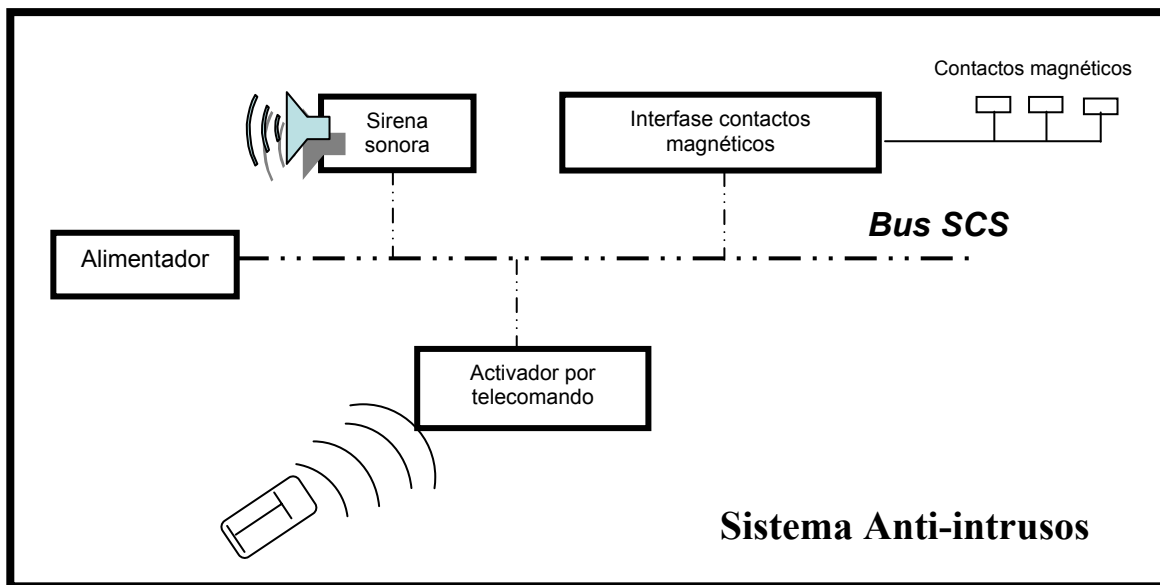 Contactos magnéticos
Sirena
sonora
Interfase contactos
magnéticos
Bus SCS
Alimentador
Activador por
telecomando
Sistema Anti-intrusos